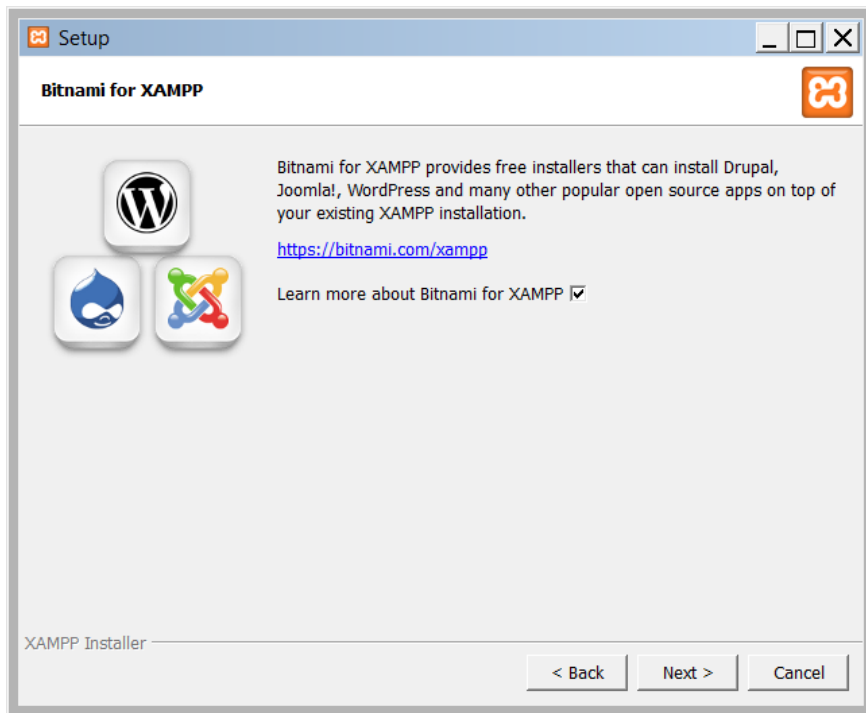 Setup
Bitnami for XAMPP
Bitnami for XAMPP provides free installers that can install Drupal,
Joomla!, WordPress and many other popular open source apps on top of
your existing XAMPP installation.
https://bitnami.com/xampp
Learn more about Bitnami for XAMPP
XAMPP Installer
< Back
Next >
Cancel